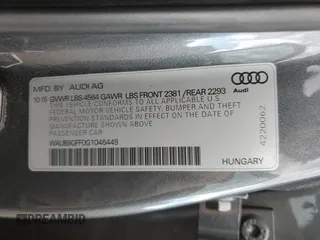 MFD. BY AUDI AG
10.15 GVWR LBS 4564 GAWR LBS FRONT 2381 / REAR 2293
THIS VEHICLE CONFORMS TO ALL APPLICABLE U.S.
FEDERAL MOTOR VEHICLE SAFETY, BUMPER AND THEFT
PREVENTION STANDARDS IN EFFECT ON THE DATE OF
MANUFACTURE SHOWN ABOVE
PASSENGER CAR
WAUB8GFF0G1046449
HUNGARY
Audi
4220062
DREAMBID